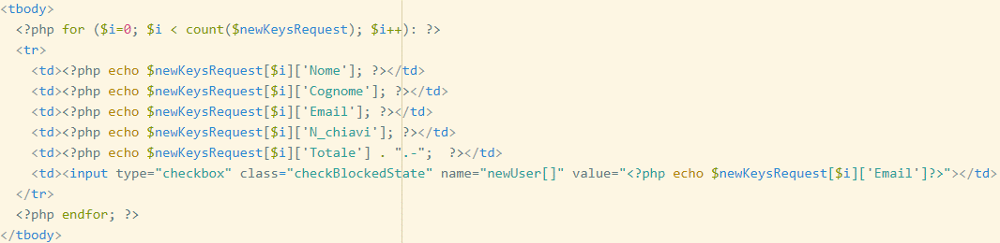 <tbody>
<?php for ($i=0; $i < count($newKeysRequest); $i++): ?>
<tr>
<td><?php echo $newKeysRequest[$i]['Nome']; ?></td>
<td><?php echo $newKeysRequest[$i]['Cognome']; ?></td>
<td><?php echo $newKeysRequest[$i]['Email']; ?></td>
<td><?php echo $newKeysRequest[$i]['N_chiavi']; ?></td>
<td><?php echo $newKeysRequest[$i]['Totale'] . ".-";  ?></td>
<td><input type="checkbox" class="checkBlockedState" name="newUser[]" value="<?php echo $newKeysRequest[$i]['Email']?>"></td>
</tr>
<?php endfor; ?>
</tbody>